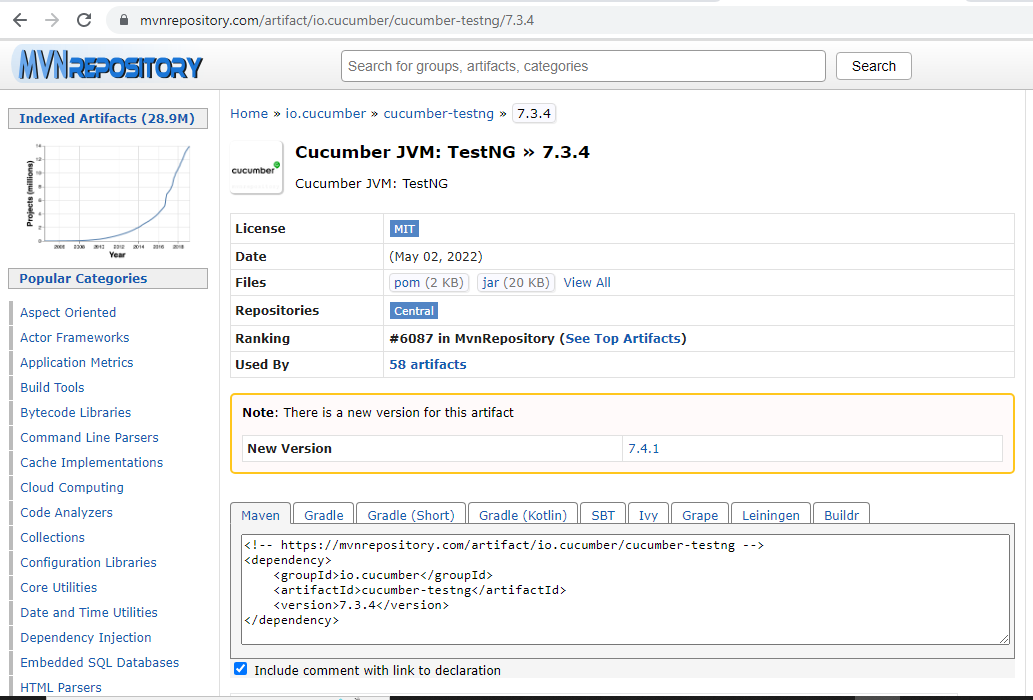 mvnrepository.com/artifact/io.cucumber/cucumber-testng/7.3.4
MVNREPOSITORY
Search for groups, artifacts, categories
Search
Indexed Artifacts (28.9M)
Projects (millions)
Year
Popular Categories
Aspect Oriented
Actor Frameworks
Application Metrics
Build Tools
Bytecode Libraries
Command Line Parsers
Cache Implementations
Cloud Computing
Code Analyzers
Collections
Configuration Libraries
Core Utilities
Date and Time Utilities
Dependency Injection
Embedded SQL Databases
HTML Parsers
Home » io.cucumber » cucumber-testng » 7.3.4
cucumber
Cucumber JVM: TestNG » 7.3.4
Cucumber JVM: TestNG
License MIT
Date (May 02, 2022)
Files pom (2 KB) jar (20 KB) View All
Repositories Central
Ranking #6087 in MvnRepository (See Top Artifacts)
Used By 58 artifacts
Note: There is a new version for this artifact
New Version 7.4.1
Maven Gradle Gradle (Short) Gradle (Kotlin) SBT Ivy Grape Leiningen Buildr
<!-- https://mvnrepository.com/artifact/io.cucumber/cucumber-testng -->
<dependency>
    <groupId>io.cucumber</groupId>
    <artifactId>cucumber-testng</artifactId>
    <version>7.3.4</version>
</dependency>
Include comment with link to declaration